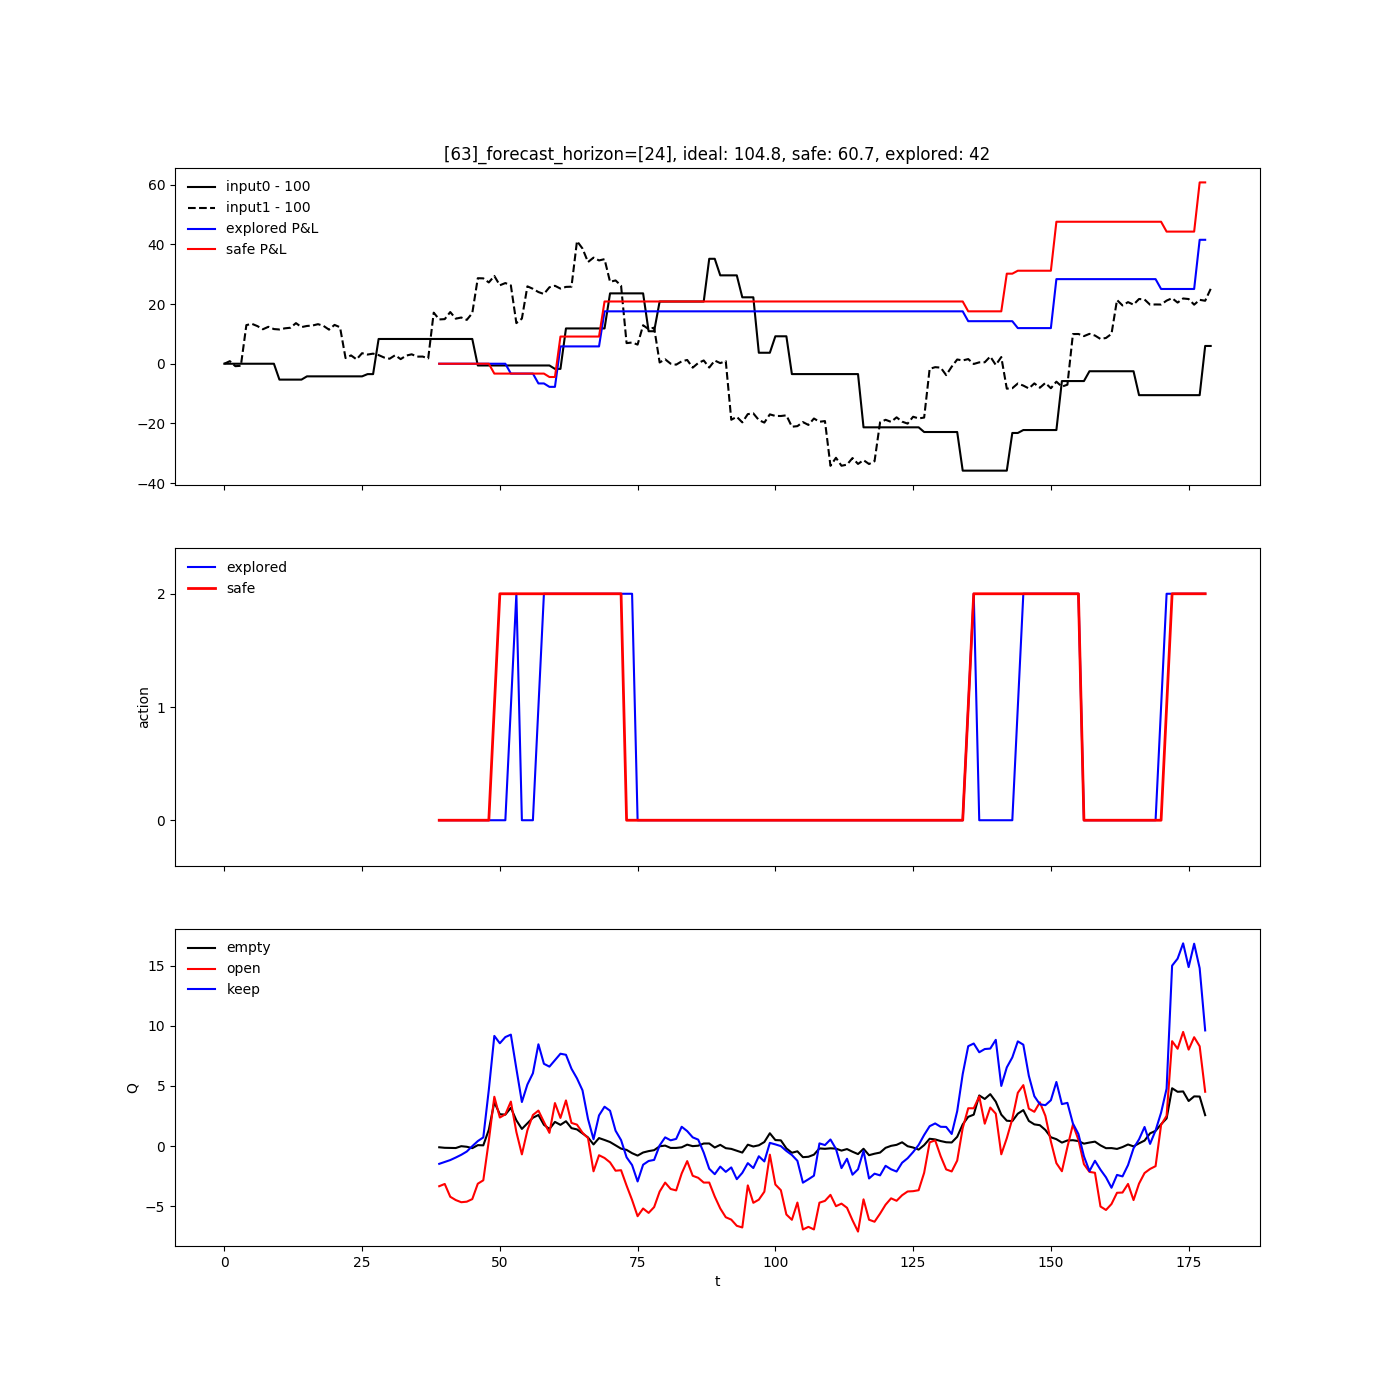 [63]_forecast_horizon=[24], ideal: 104.8, safe: 60.7, explored: 42
60
40
20
0
−20
−40
input0 - 100
input1 - 100
explored P&L
safe P&L
action
2
1
0
explored
safe
Q
15
10
5
0
−5
empty
open
keep
0 25 50 75 100 125 150 175
t